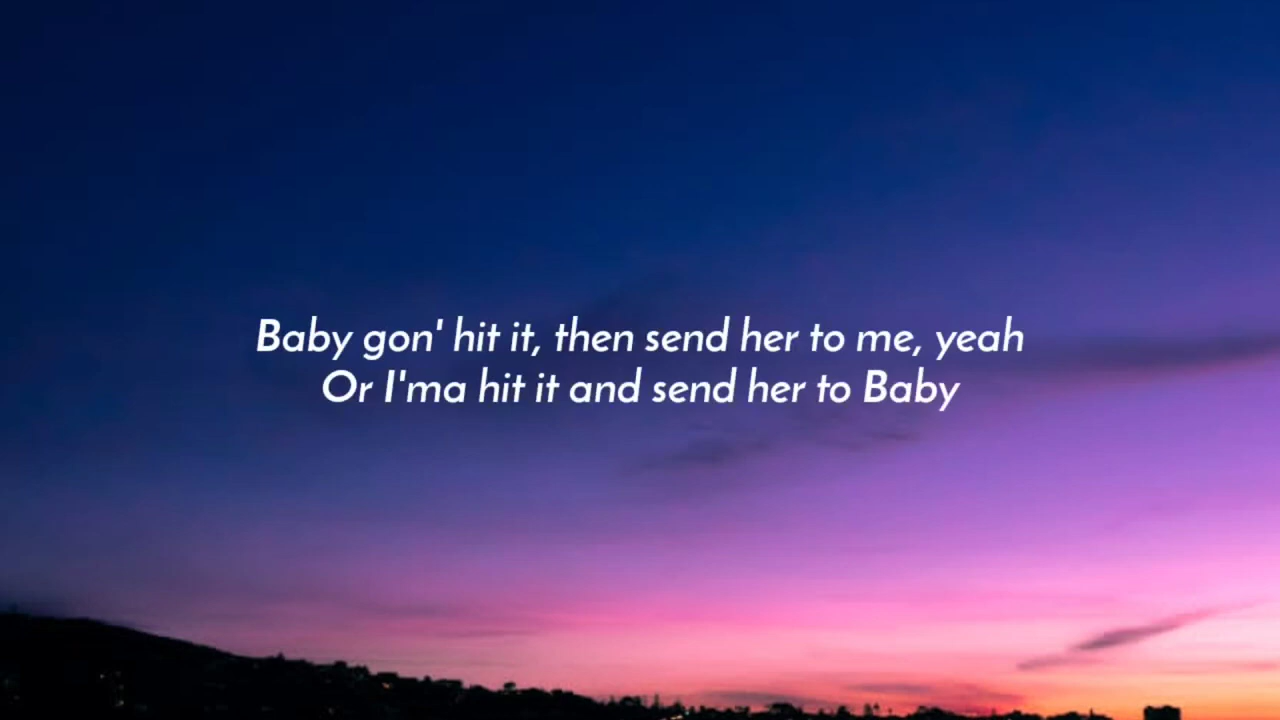 Baby gon' hit it, then send her to me, yeah
Or I'ma hit it and send her to Baby